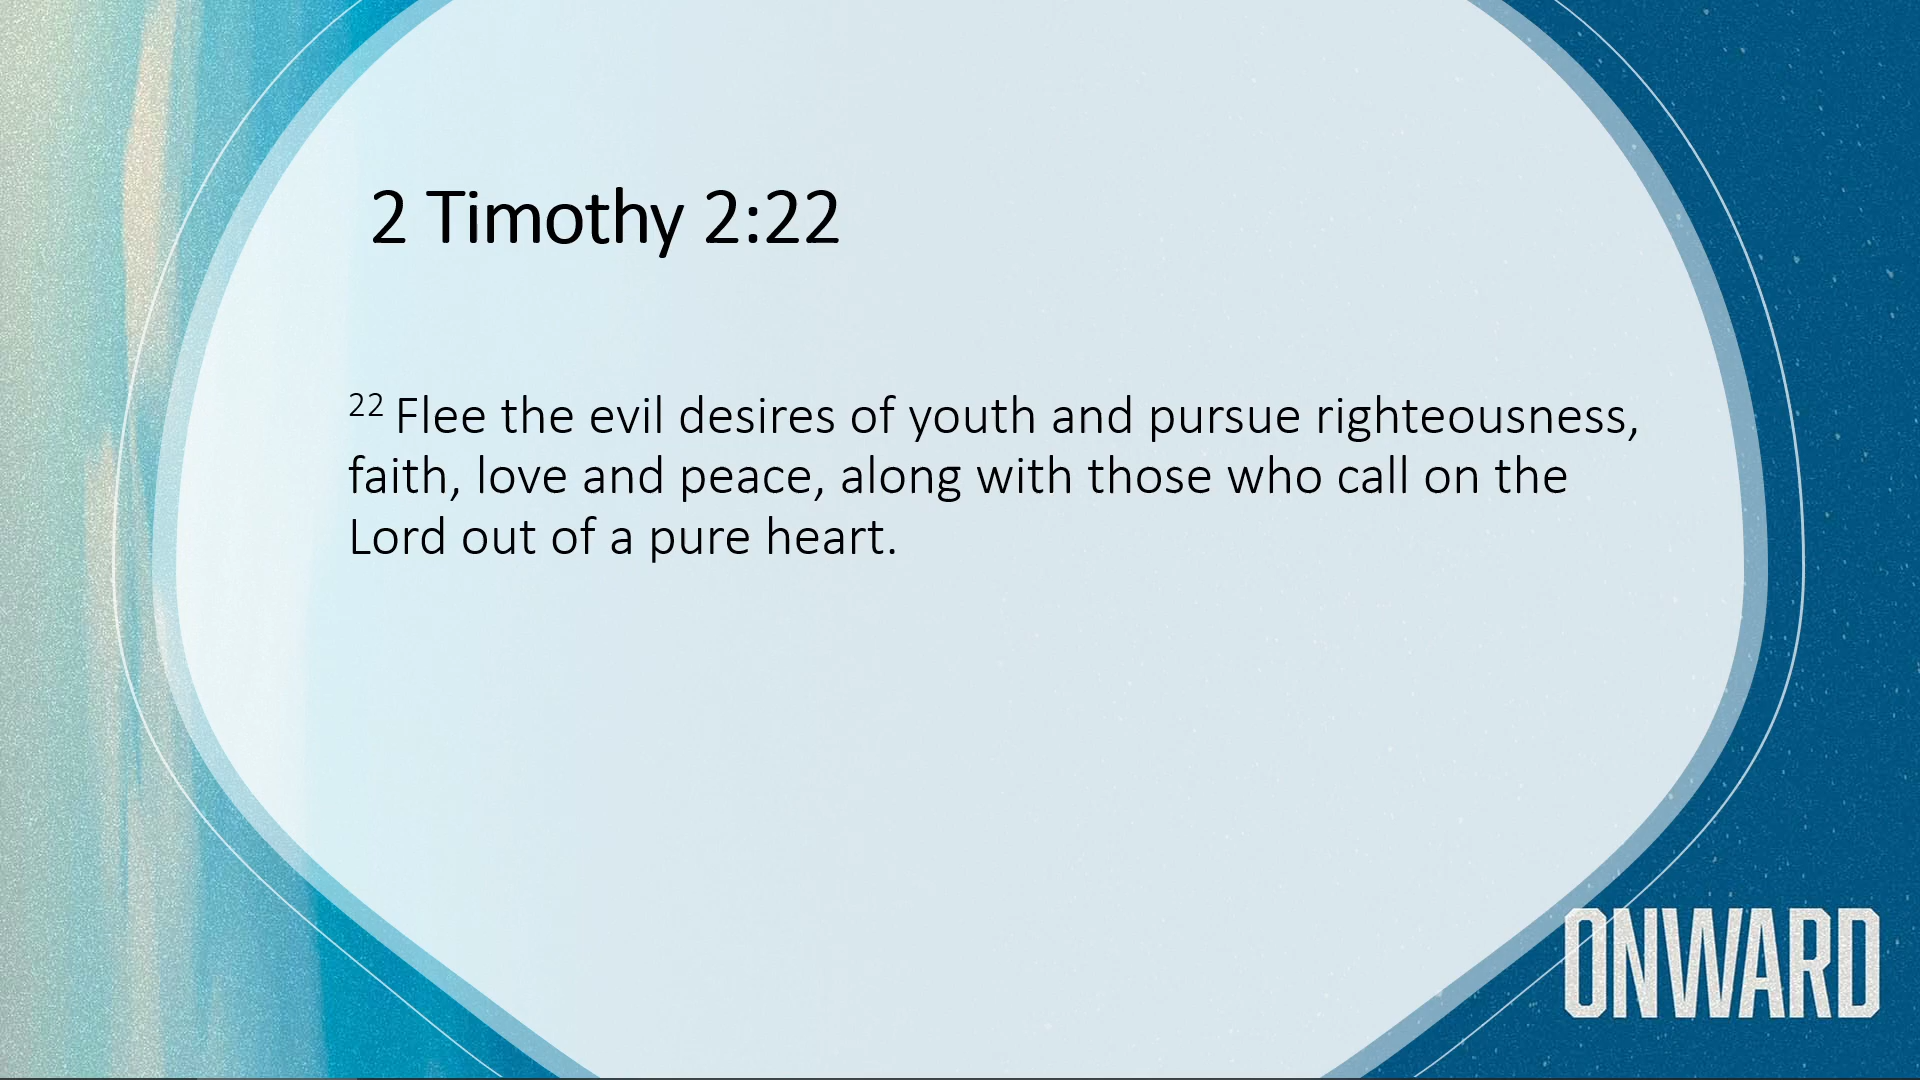 2 Timothy 2:22
22 Flee the evil desires of youth and pursue righteousness,
faith, love and peace, along with those who call on the
Lord out of a pure heart.
ONWARD